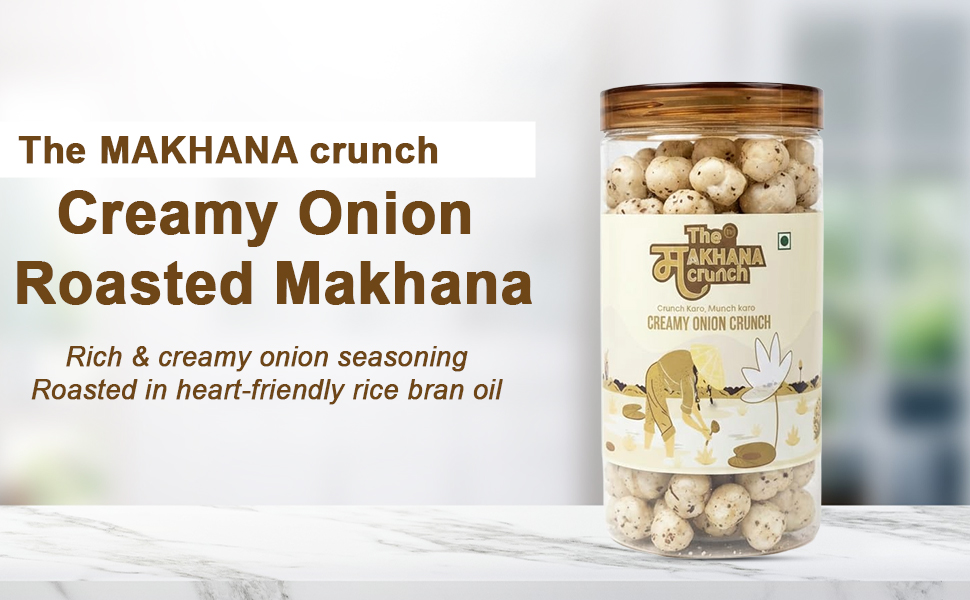 The MAKHANA crunch
Creamy Onion
Roasted Makhana
Rich & creamy onion seasoning
Roasted in heart-friendly rice bran oil
The
मAKHANA
crunch
Crunch Karo, Munch karo
CREAMY ONION CRUNCH